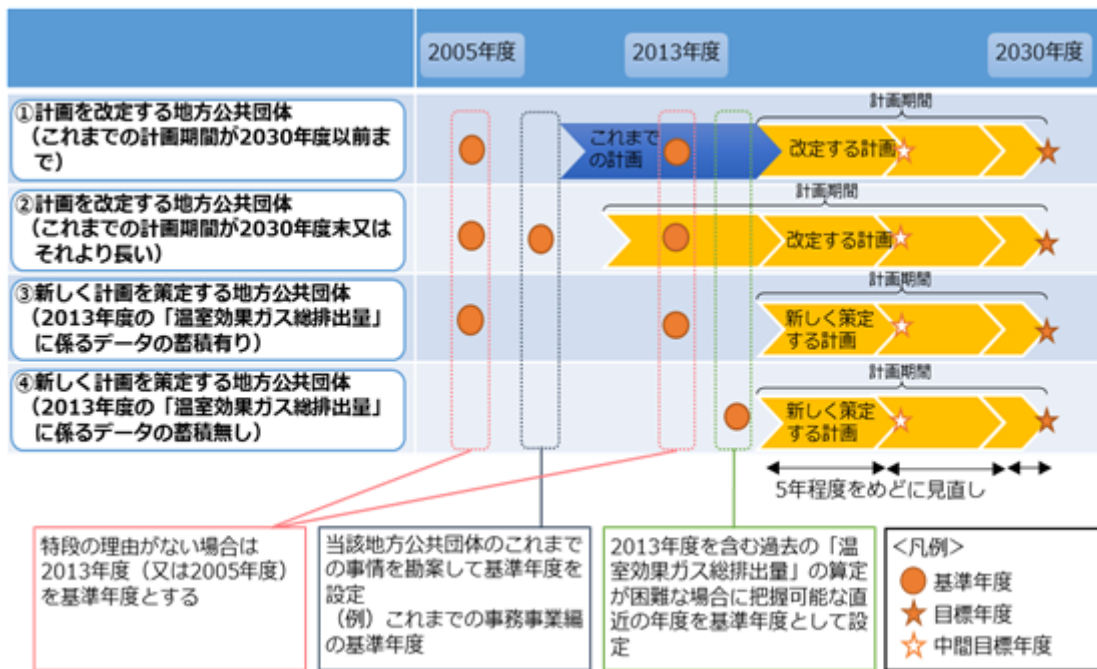 2005年度
2013年度
2030年度
①計画を改定する地方公共団体
(これまでの計画期間が2030年度以前ま
で)
計画期間
これまで
の計画
改定する計画
②計画を改定する地方公共団体
(これまでの計画期間が2030年度末又は
それより長い)
計画期間
改定する計画
③新しく計画を策定する地方公共団体
(2013年度の「温室効果ガス総排出量」
に係るデータの蓄積有り)
計画期間
新しく策定
する計画
④新しく計画を策定する地方公共団体
(2013年度の「温室効果ガス総排出量」
に係るデータの蓄積無し)
計画期間
新しく策定
する計画
5年程度をめどに見直し
特段の理由がない場合は
2013年度(又は2005年度)
を基準年度とする
当該地方公共団体のこれまで
の事情を勘案して基準年度を
設定
(例)これまでの事務事業編
の基準年度
2013年度を含む過去の「温
室効果ガス総排出量」の算定
が困難な場合に把握可能な直
近の年度を基準年度として設
定
<凡例>
基準年度
目標年度
中間目標年度